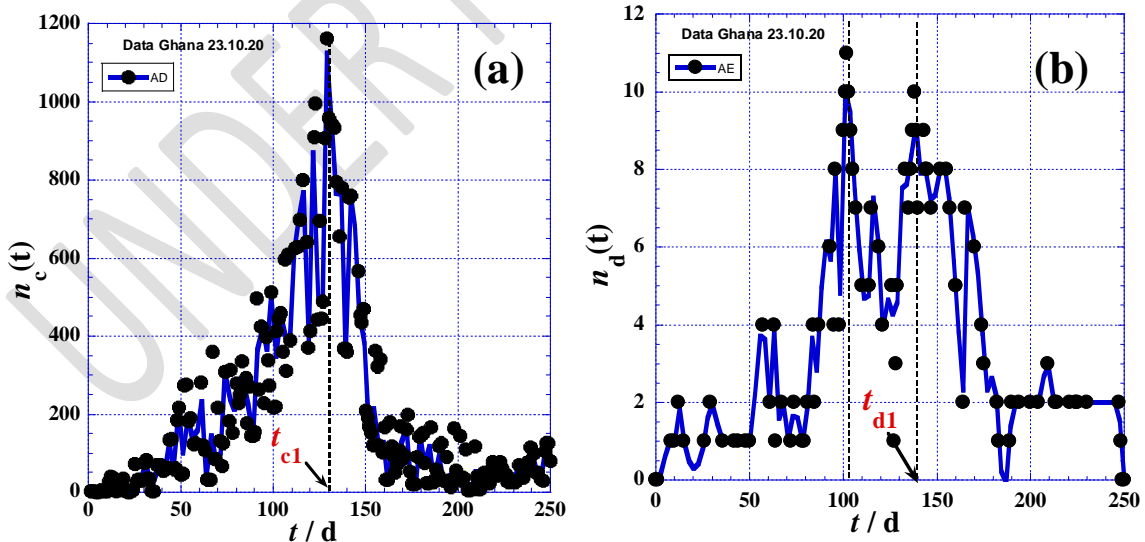 UNDER
1200
1000
800
600
400
200
0
0 50 100 150 200 250
n_c(t)
t / d
Data Ghana 23.10.20
AD
(a)
t_c1
12
10
8
6
4
2
0
0 50 100 150 200 250
n_d(t)
t / d
Data Ghana 23.10.20
AE
(b)
t_d1